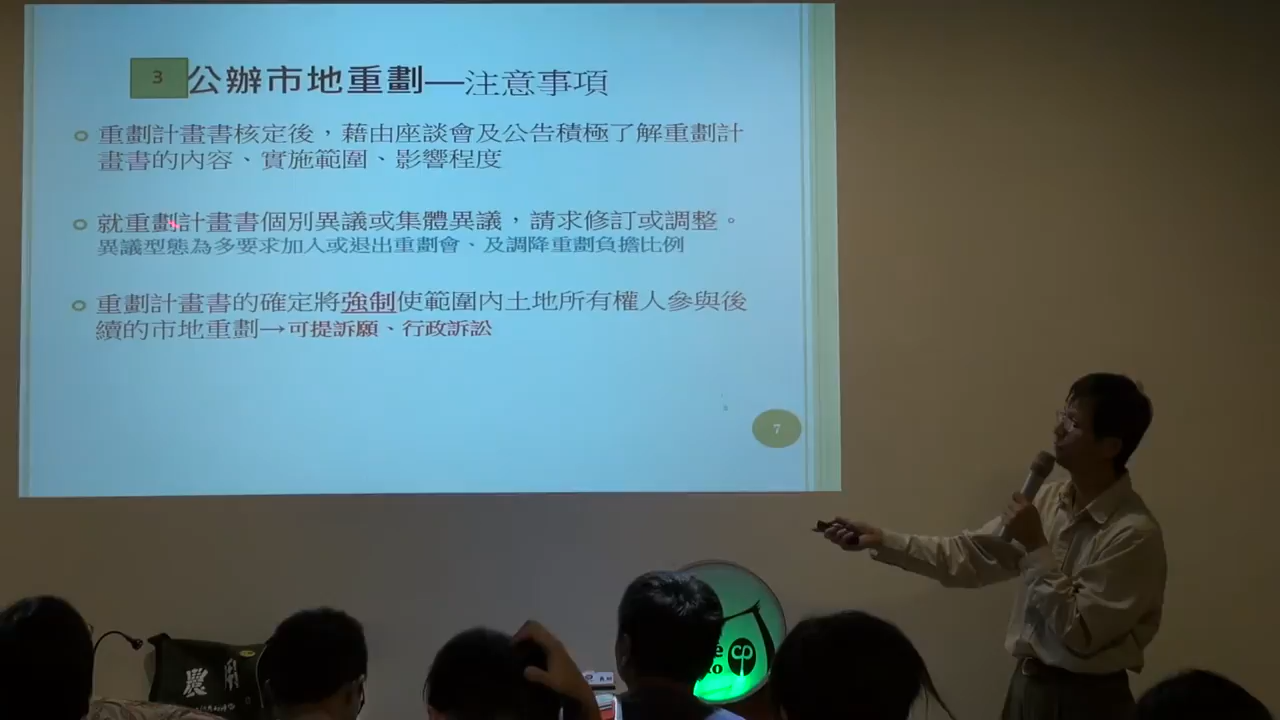 3
公辦市地重劃—注意事項
重劃計畫書核定後，藉由座談會及公告積極了解重劃計
畫書的內容、實施範圍、影響程度
就重劃計畫書個別異議或集體異議，請求修訂或調整。
異議型態為多要求加入或退出重劃會、及調降重劃負擔比例
重劃計畫書的確定將強制使範圍內土地所有權人參與後
續的市地重劃→可提訴願、行政訴訟
7
cp